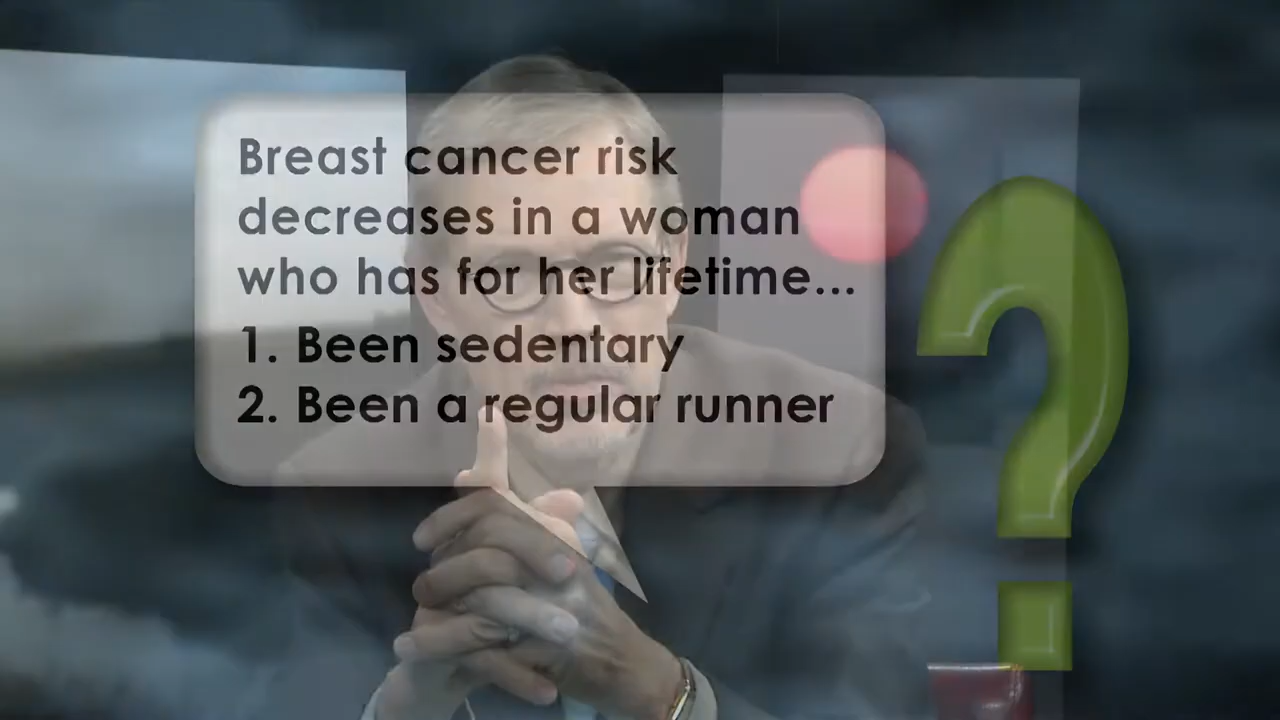 Breast cancer risk
decreases in a woman
who has for her lifetime...
1. Been sedentary
2. Been a regular runner
?